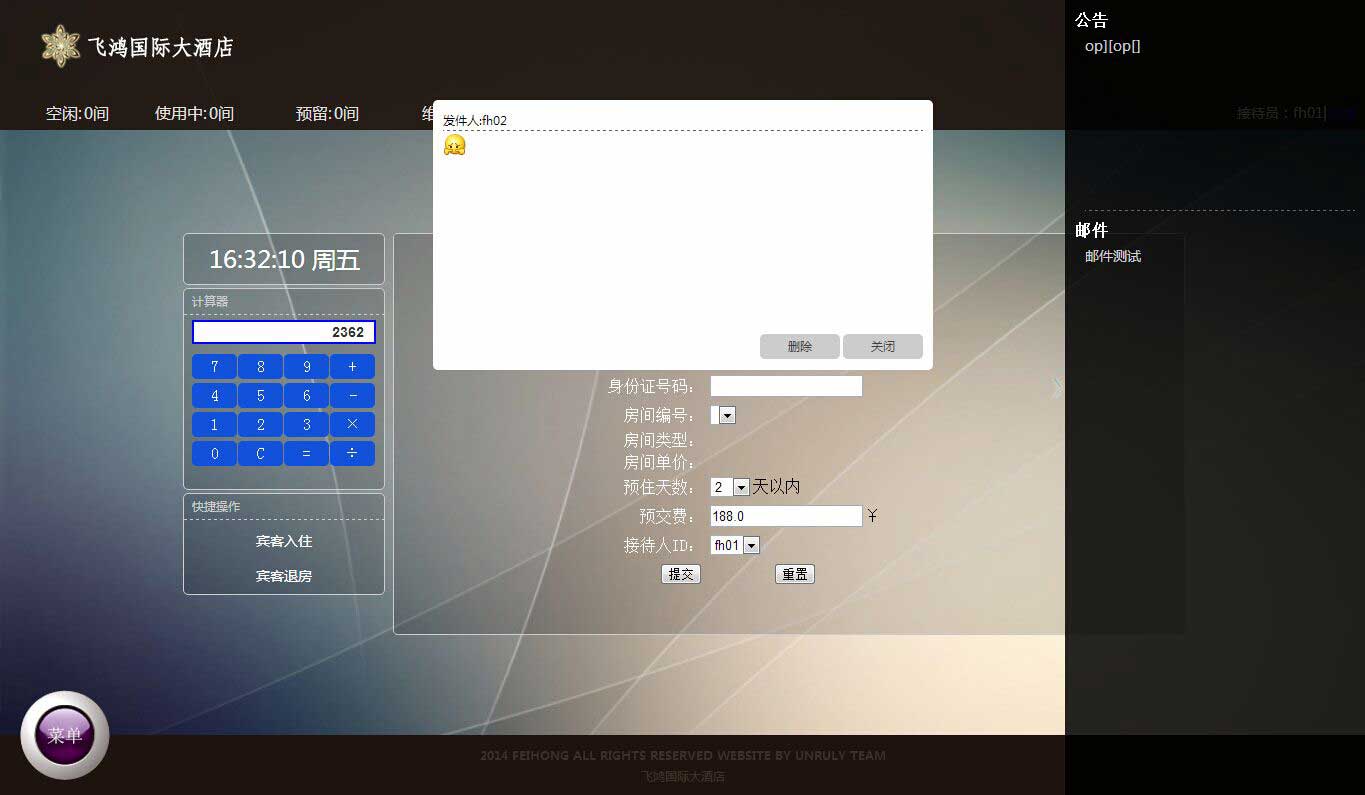 飞鸿国际大酒店
空闲:0间 使用中:0间 预留:0间 维
接待员：fh01|
公告
op][op[]
邮件
邮件测试
发件人:fh02
删除 关闭
16:32:10 周五
计算器
2362
7 8 9 +
4 5 6 -
1 2 3 ×
0 C = ÷
快捷操作
宾客入住
宾客退房
身份证号码：
房间编号：
房间类型：
房间单价：
预住天数： 2 天以内
预交费： 188.0 ￥
接待人ID： fh01
提交 重置
菜单
2014 FEIHONG ALL RIGHTS RESERVED WEBSITE BY UNRULY TEAM
飞鸿国际大酒店